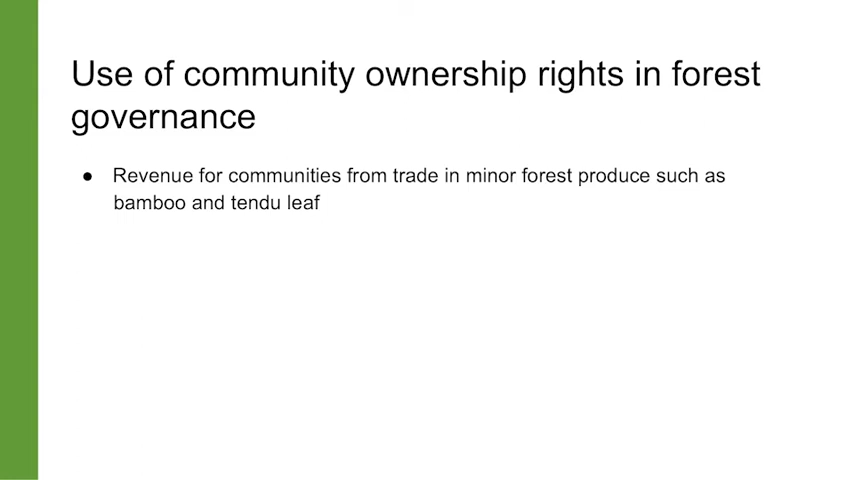 Use of community ownership rights in forest
governance
● Revenue for communities from trade in minor forest produce such as
bamboo and tendu leaf